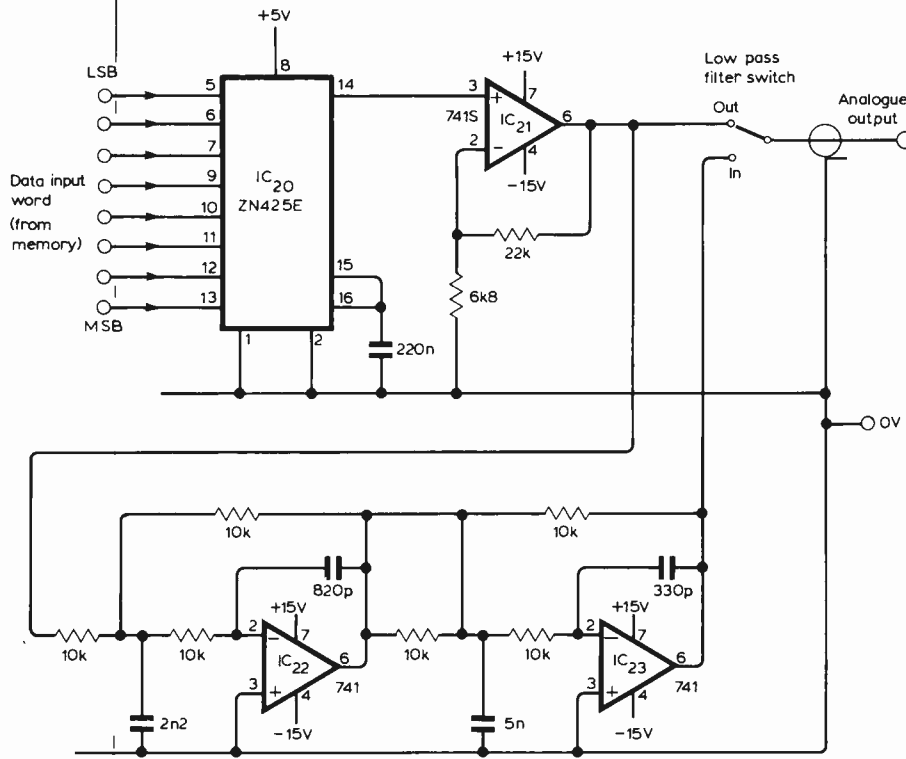 +5V
8
LSB
5
14
6
7
9
10
11
12
13
MSB
Data input
word
(from
memory)
IC20
ZN425E
15
16
1
2
220n
+15V
7
3
+
741S
IC21
6
2
−
4
−15V
22k
6k8
Low pass
filter switch
Out
In
Analogue
output
0V
10k
10k
820p
330p
10k
10k
+15V
7
2
−
IC22
6
3
+
4
741
−15V
2n2
10k
10k
+15V
7
2
−
IC23
6
3
+
4
741
−15V
5n